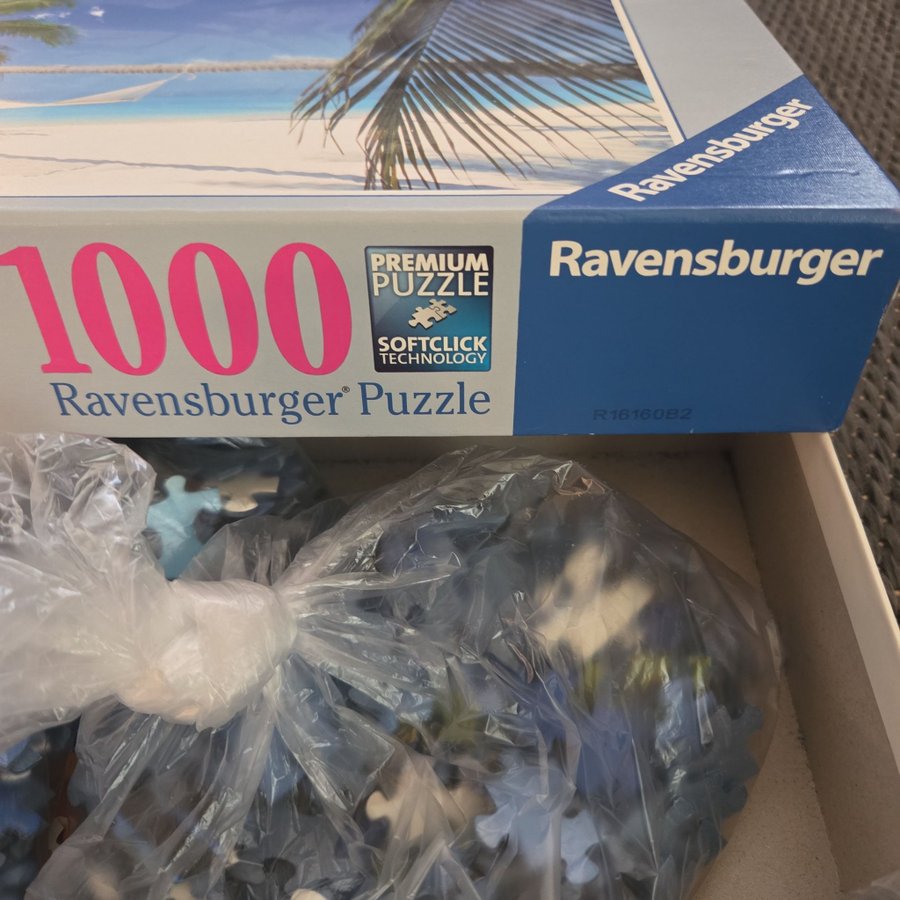 Ravensburger
1000
PREMIUM
PUZZLE
SOFTCLICK
TECHNOLOGY
Ravensburger® Puzzle
Ravensburger
R16160B2